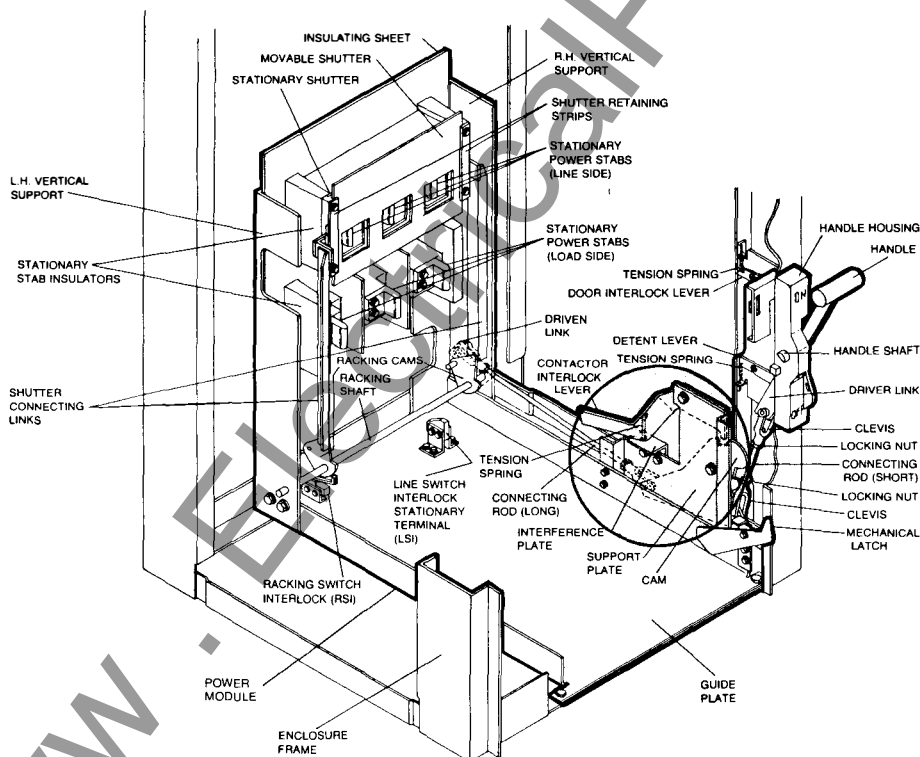 INSULATING SHEET
MOVABLE SHUTTER
STATIONARY SHUTTER
R.H. VERTICAL
SUPPORT
SHUTTER RETAINING
STRIPS
STATIONARY
POWER STABS
(LINE SIDE)
L.H. VERTICAL
SUPPORT
STATIONARY
STAB INSULATORS
STATIONARY
POWER STABS
(LOAD SIDE)
HANDLE HOUSING
HANDLE
TENSION SPRING
DOOR INTERLOCK LEVER
ON
DRIVEN
LINK
DETENT LEVER
TENSION SPRING
HANDLE SHAFT
DRIVER LINK
RACKING CAMS
RACKING
SHAFT
CONTACTOR
INTERLOCK
LEVER
SHUTTER
CONNECTING
LINKS
CLEVIS
LOCKING NUT
CONNECTING
ROD (SHORT)
LOCKING NUT
CLEVIS
MECHANICAL
LATCH
TENSION
SPRING
LINE SWITCH
INTERLOCK
STATIONARY
TERMINAL
(LSI)
CONNECTING
ROD (LONG)
INTERFERENCE
PLATE
SUPPORT
PLATE
CAM
RACKING SWITCH
INTERLOCK (RSI)
POWER
MODULE
GUIDE
PLATE
ENCLOSURE
FRAME
www.ElectricalP